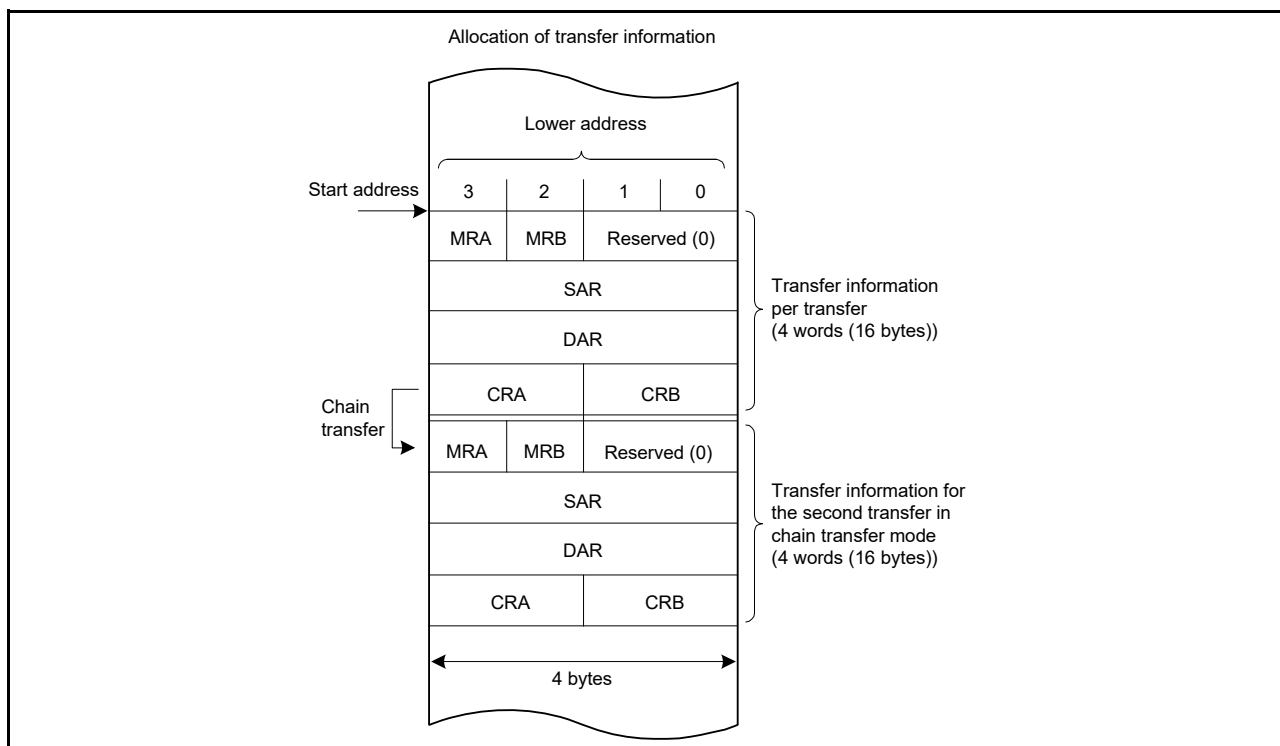 Allocation of transfer information
Lower address
Start address
3 2 1 0
MRA MRB Reserved (0)
SAR
DAR
CRA CRB
Transfer information
per transfer
(4 words (16 bytes))
Chain
transfer
MRA MRB Reserved (0)
SAR
DAR
CRA CRB
Transfer information for
the second transfer in
chain transfer mode
(4 words (16 bytes))
4 bytes